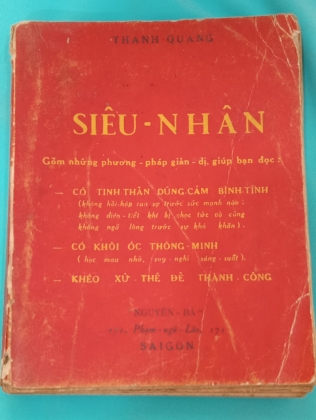 THANH-QUANG
SIÊU-NHÂN
Gồm những phương-pháp giản-dị, giúp bạn đọc:
— CÓ TINH THẦN DŨNG-CẢM BÌNH-TĨNH
(không hồi-hộp run sợ trước sức mạnh nào;
không điên-tiết khi bị chọc tức và cũng
không ngã lòng trước sự khó khăn).
— CÓ KHỐI ÓC THÔNG-MINH
(học mau nhớ, suy-nghĩ sáng-suốt).
— KHÉO XỬ-THẾ ĐỂ THÀNH-CÔNG
NGUYỄN
Phạm-ngũ-Lão,
SAIGON